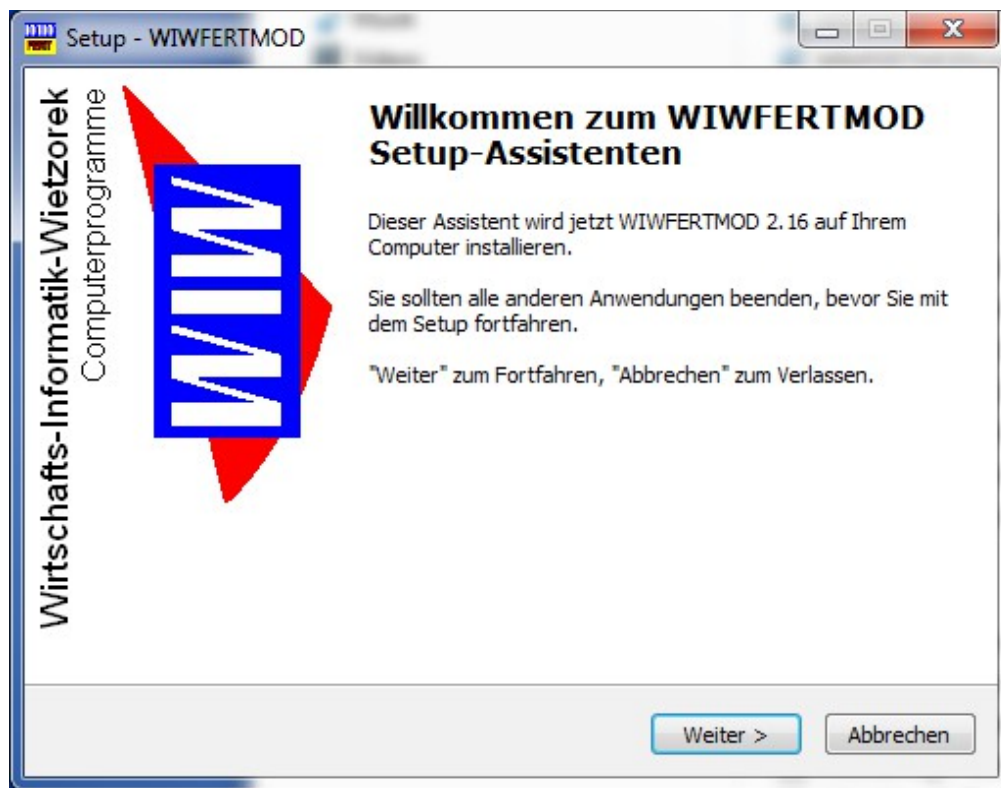 Setup - WIWFERTMOD
Wirtschafts-Informatik-Wietzorek
Computerprogramme
WIW
Willkommen zum WIWFERTMOD
Setup-Assistenten
Dieser Assistent wird jetzt WIWFERTMOD 2.16 auf Ihrem
Computer installieren.
Sie sollten alle anderen Anwendungen beenden, bevor Sie mit
dem Setup fortfahren.
"Weiter" zum Fortfahren, "Abbrechen" zum Verlassen.
Weiter >
Abbrechen